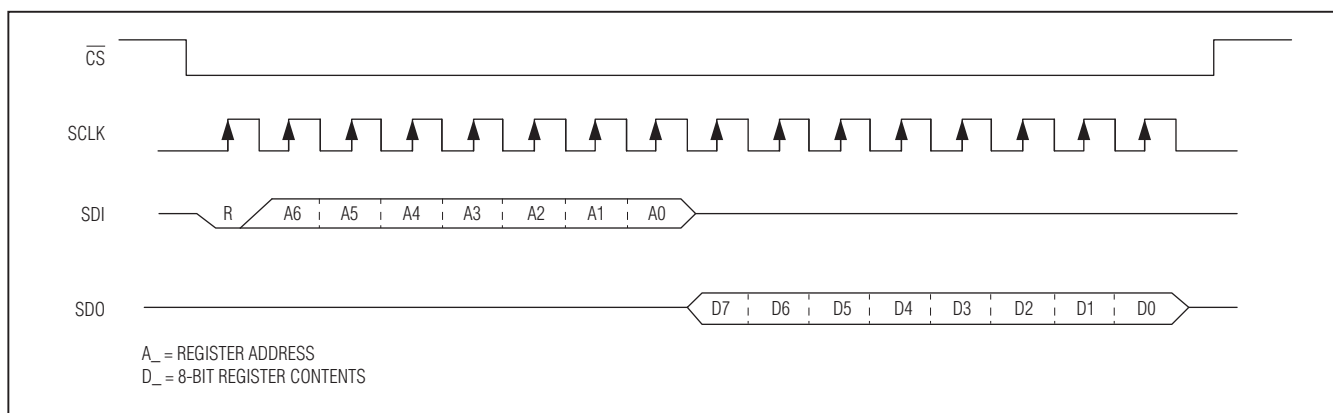 CS
SCLK
SDI R A6 A5 A4 A3 A2 A1 A0
SDO D7 D6 D5 D4 D3 D2 D1 D0
A_ = REGISTER ADDRESS
D_ = 8-BIT REGISTER CONTENTS